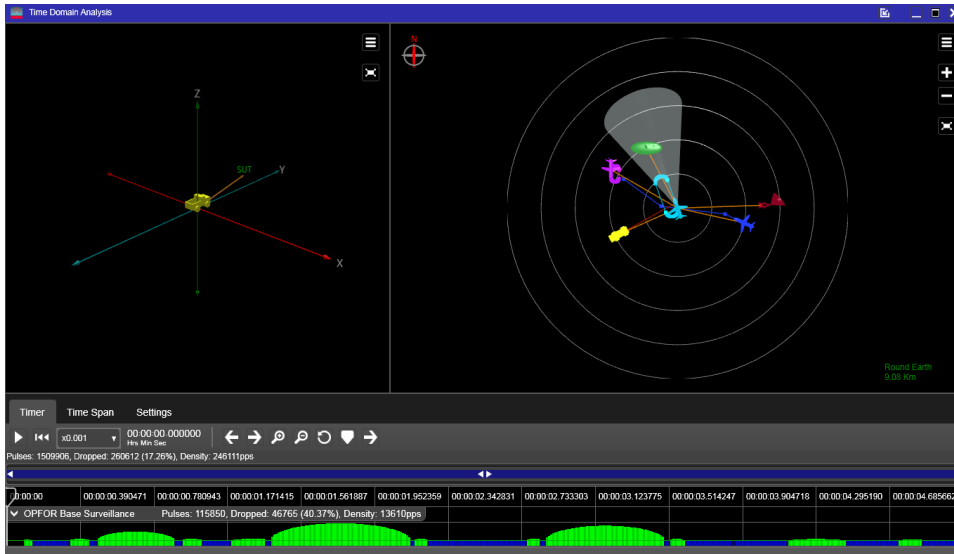 Time Domain Analysis
N
Z
SUT
Y
X
Round Earth
9.08 Km
Timer Time Span Settings
x0.001 00:00:00.000000
Hrs Min Sec
Pulses: 1509906, Dropped: 260612 (17.26%), Density: 246111pps
00:00:00.390471 00:00:00.780943 00:00:01.171415 00:00:01.561887 00:00:01.952359 00:00:02.342831 00:00:02.733303 00:00:03.123775 00:00:03.514247 00:00:03.904718 00:00:04.295190 00:00:04.685662
OPFOR Base Surveillance Pulses: 115850, Dropped: 46765 (40.37%), Density: 13610pps